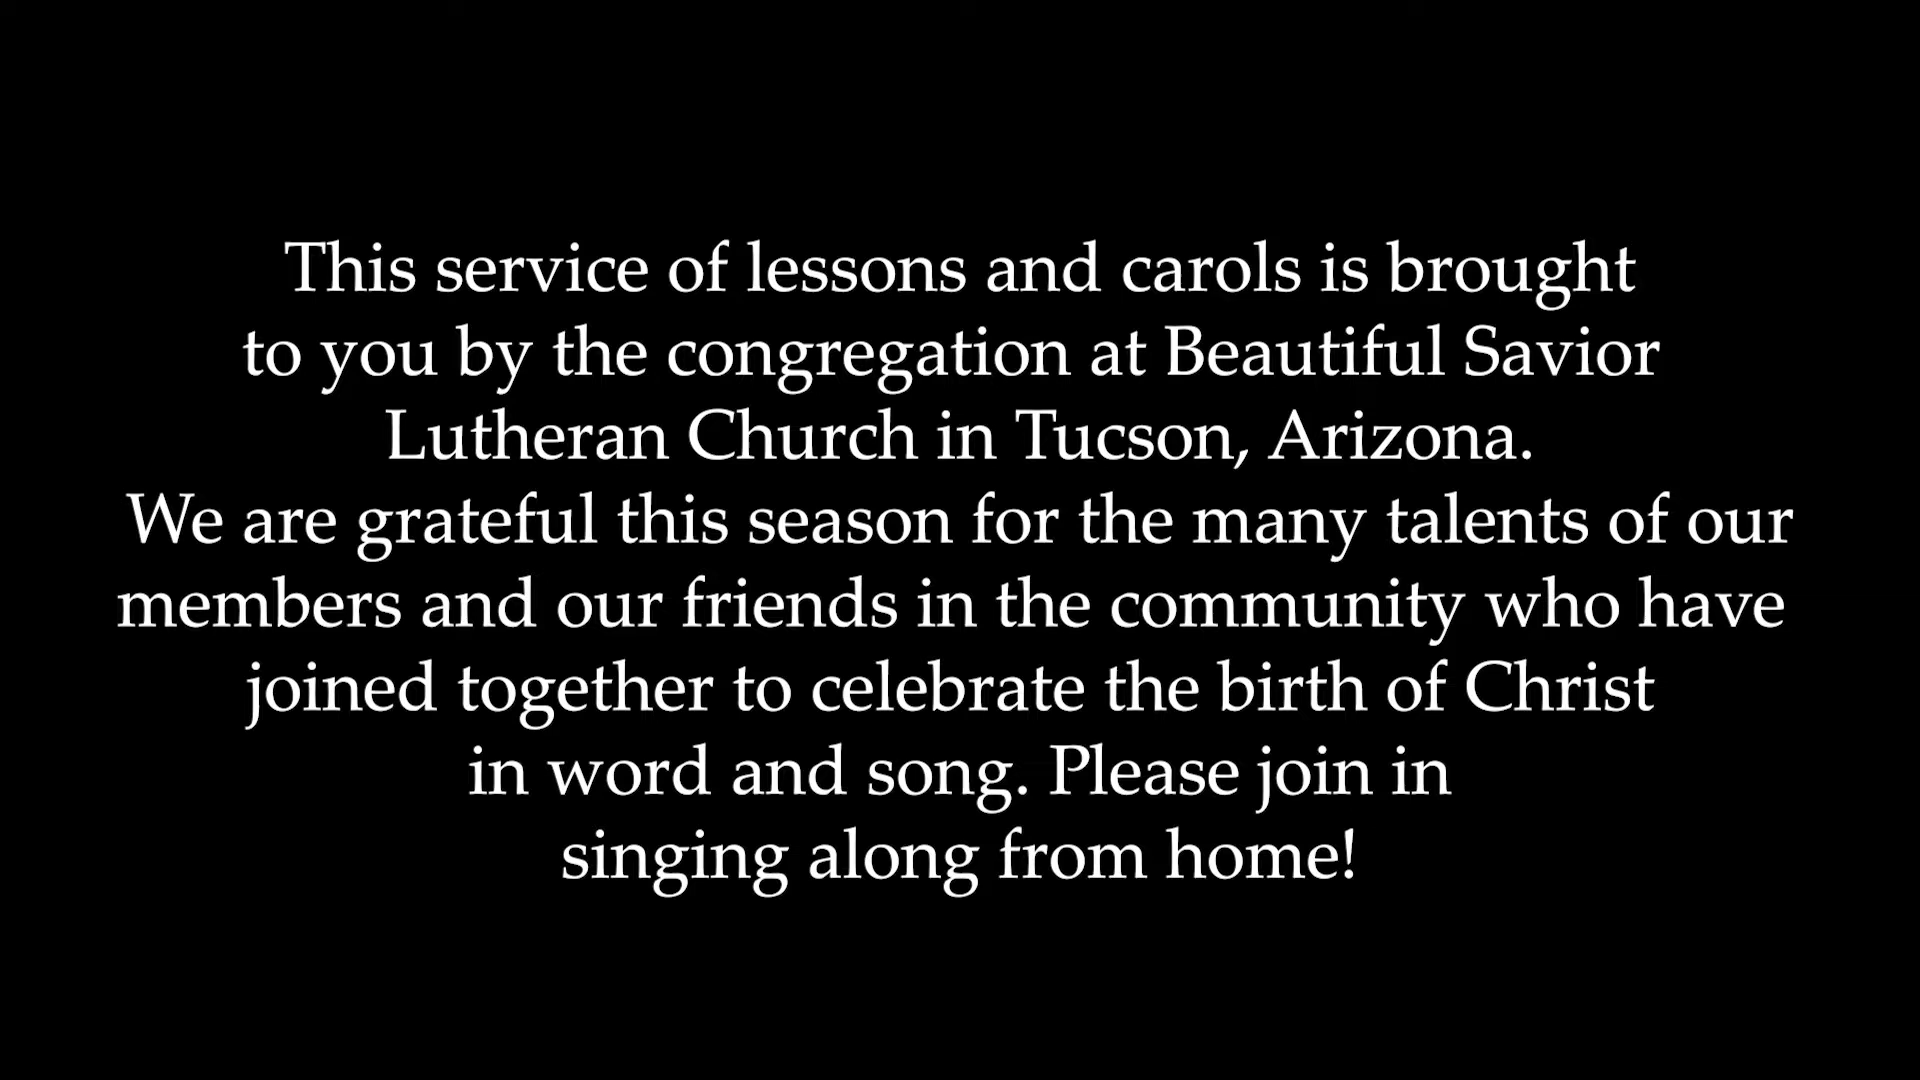 This service of lessons and carols is brought
to you by the congregation at Beautiful Savior
Lutheran Church in Tucson, Arizona.
We are grateful this season for the many talents of our
members and our friends in the community who have
joined together to celebrate the birth of Christ
in word and song. Please join in
singing along from home!